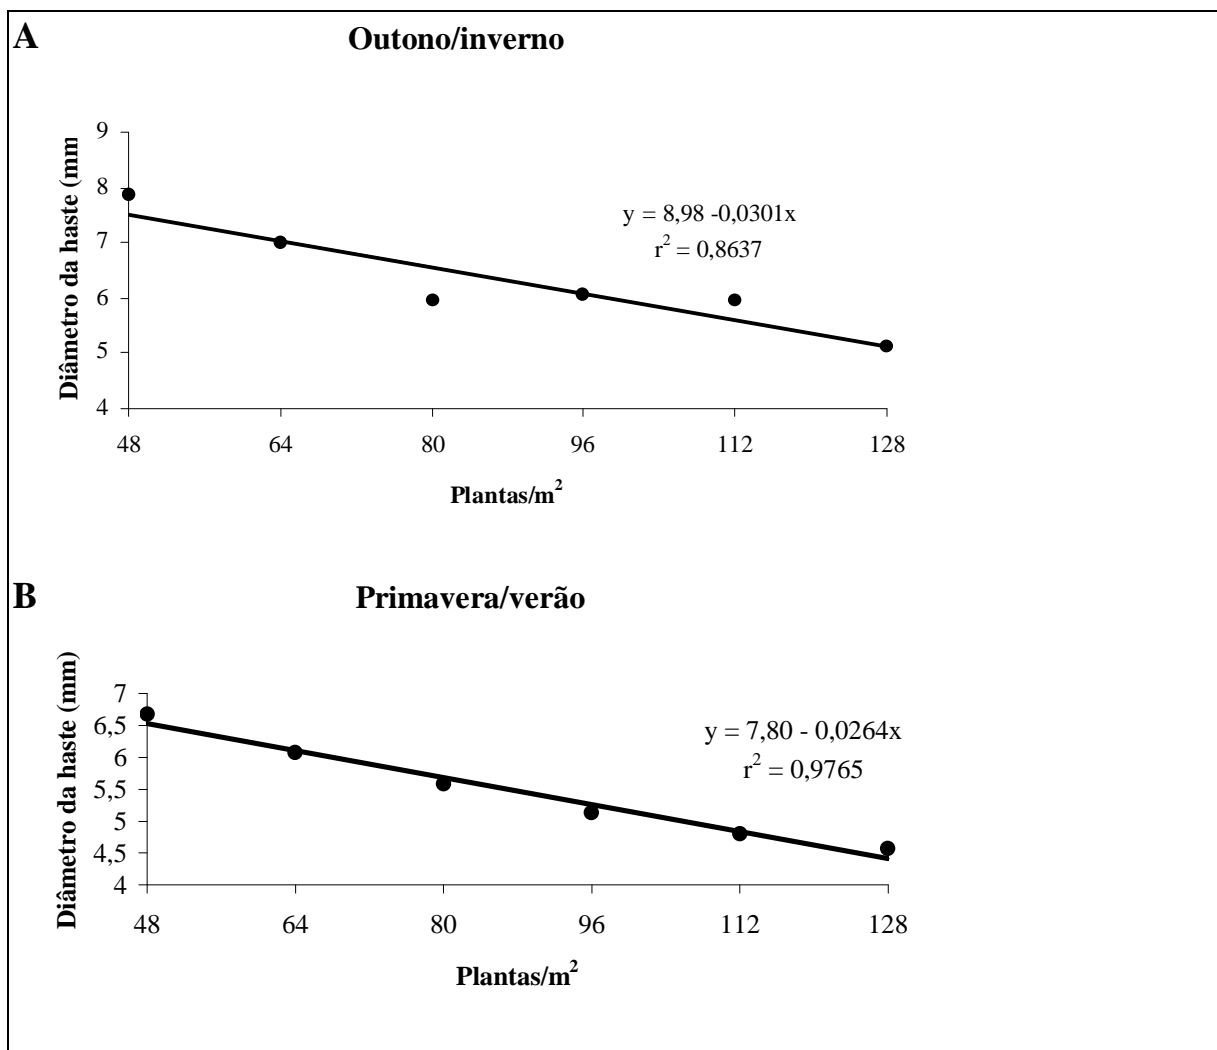 A
Outono/inverno
Diâmetro da haste (mm
9
8
7
6
5
4
y = 8,98 -0,0301x
r² = 0,8637
48 64 80 96 112 128
Plantas/m²
B
Primavera/verão
Diâmetro da haste (mm)
7
6,5
6
5,5
5
4,5
4
y = 7,80 - 0,0264x
r² = 0,9765
48 64 80 96 112 128
Plantas/m²